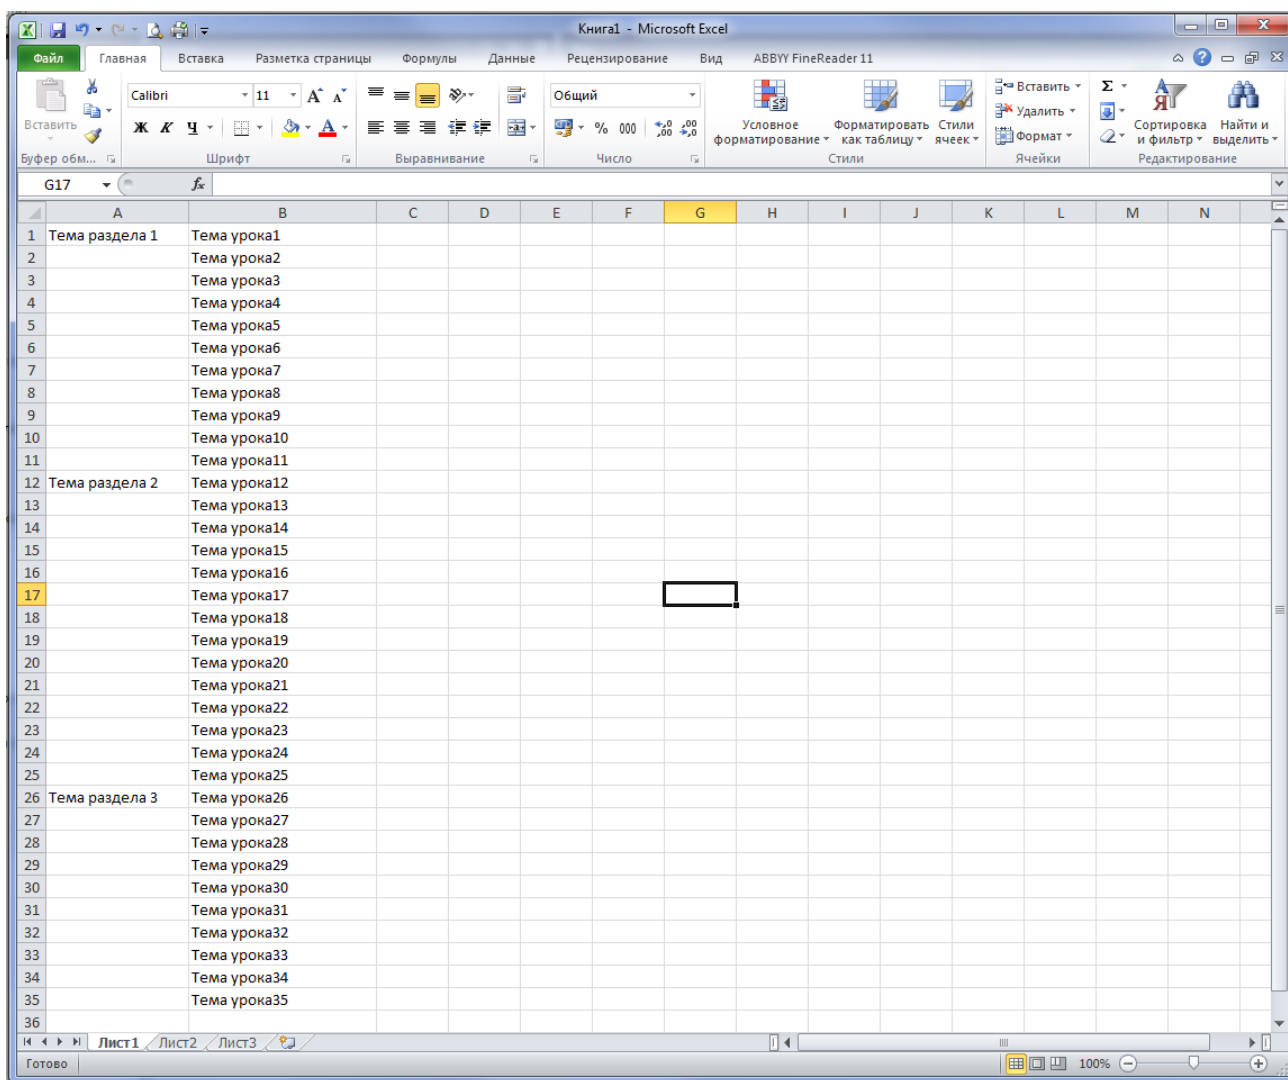 Книга1 - Microsoft Excel
Файл Главная Вставка Разметка страницы Формулы Данные Рецензирование Вид ABBYY FineReader 11
Вставить
Calibri 11
Ж К Ч
Общий
% 000
Условное форматирование
Форматировать как таблицу
Стили ячеек
Вставить
Удалить
Формат
Σ
Сортировка и фильтр
Найти и выделить
Буфер обм... Шрифт Выравнивание Число Стили Ячейки Редактирование
G17 fx
A B C D E F G H I J K L M N
1 Тема раздела 1 Тема урока1
2 Тема урока2
3 Тема урока3
4 Тема урока4
5 Тема урока5
6 Тема урока6
7 Тема урока7
8 Тема урока8
9 Тема урока9
10 Тема урока10
11 Тема урока11
12 Тема раздела 2 Тема урока12
13 Тема урока13
14 Тема урока14
15 Тема урока15
16 Тема урока16
17 Тема урока17
18 Тема урока18
19 Тема урока19
20 Тема урока20
21 Тема урока21
22 Тема урока22
23 Тема урока23
24 Тема урока24
25 Тема урока25
26 Тема раздела 3 Тема урока26
27 Тема урока27
28 Тема урока28
29 Тема урока29
30 Тема урока30
31 Тема урока31
32 Тема урока32
33 Тема урока33
34 Тема урока34
35 Тема урока35
36
Лист1 Лист2 Лист3
Готово 100%